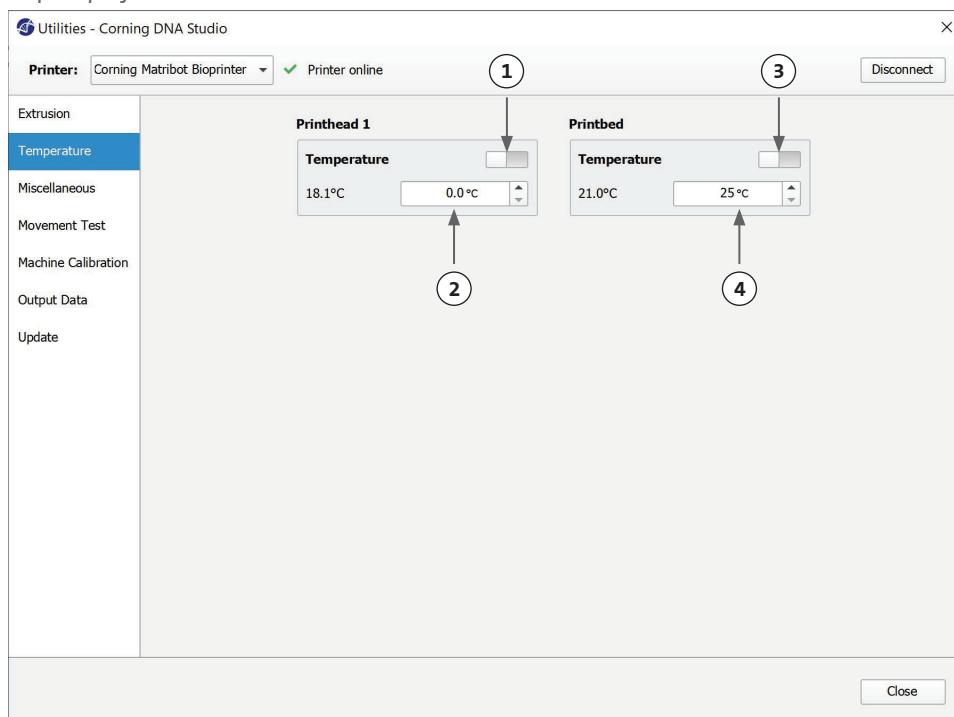 Utilities - Corning DNA Studio
Printer: Corning Matribot Bioprinter Printer online Disconnect
1 3
Extrusion
Temperature
Miscellaneous
Movement Test
Machine Calibration
Output Data
Update
Printhead 1 Printbed
Temperature Temperature
18.1°C 0.0 °C 21.0°C 25 °C
2 4
Close